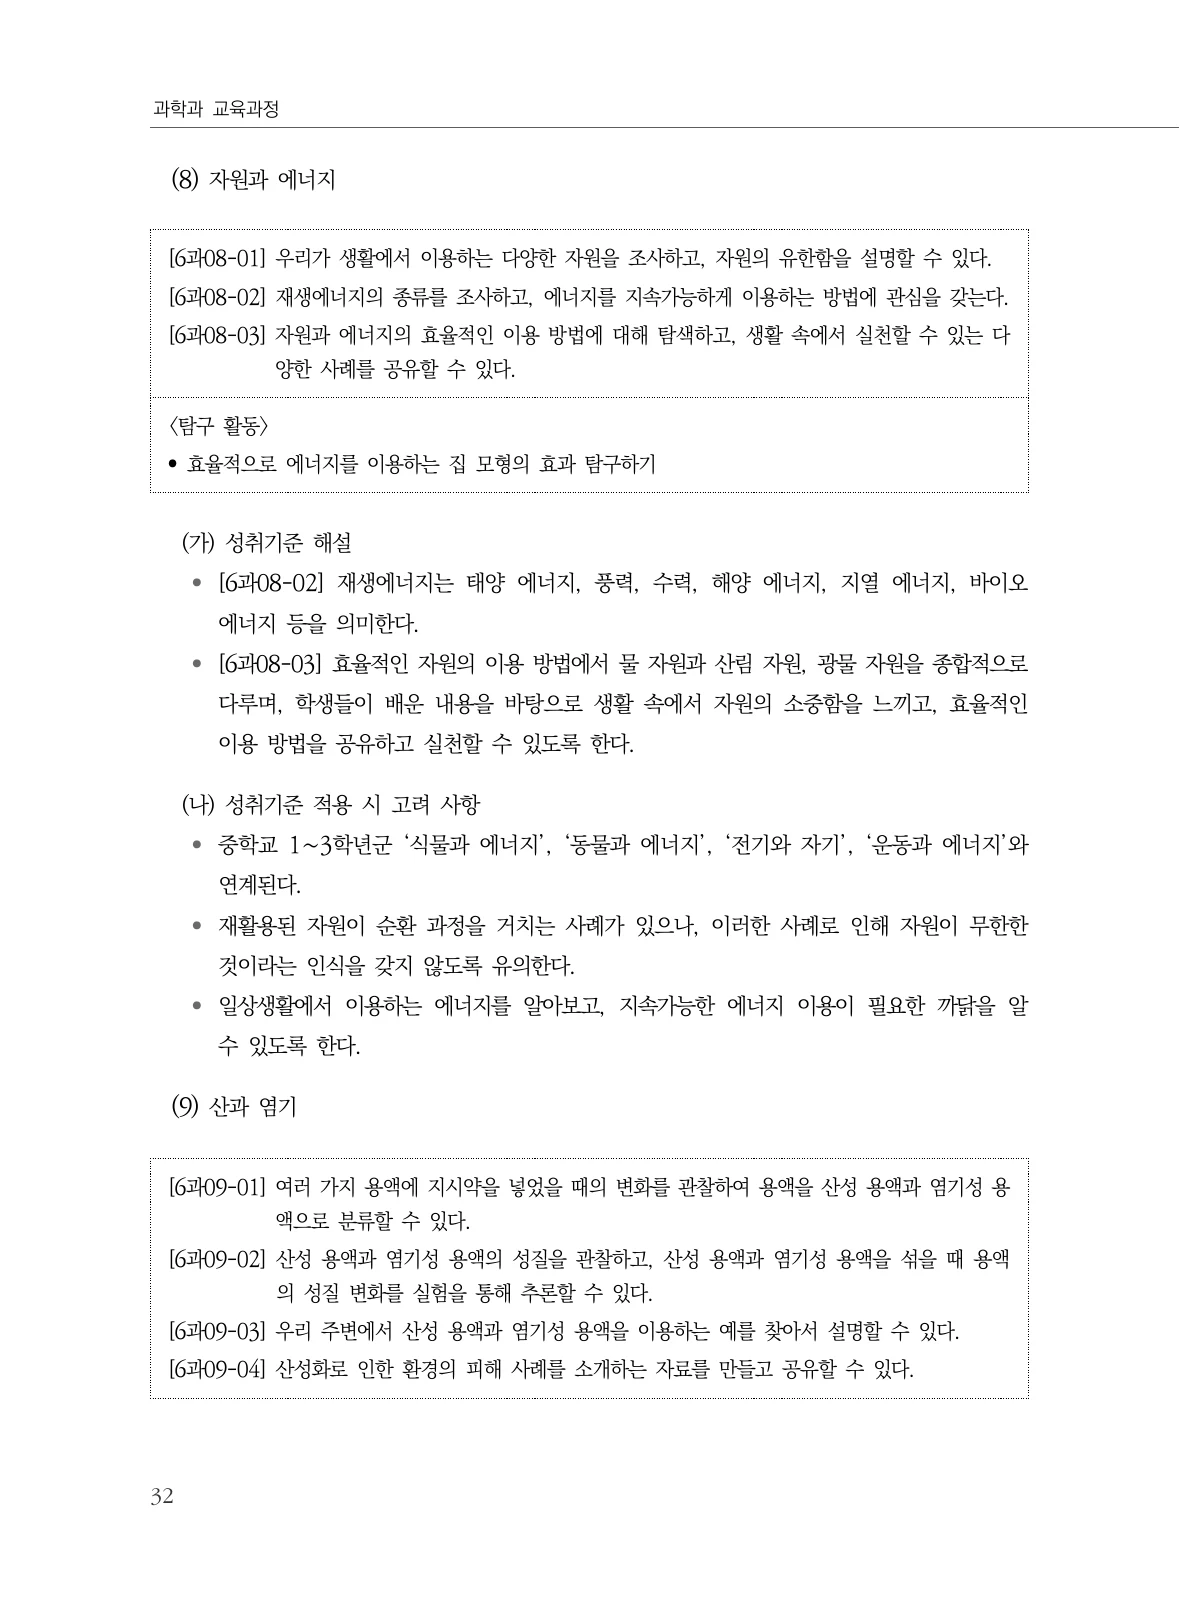 과학과 교육과정
(8) 자원과 에너지
[6과08-01] 우리가 생활에서 이용하는 다양한 자원을 조사하고, 자원의 유한함을 설명할 수 있다.
[6과08-02] 재생에너지의 종류를 조사하고, 에너지를 지속가능하게 이용하는 방법에 관심을 갖는다.
[6과08-03] 자원과 에너지의 효율적인 이용 방법에 대해 탐색하고, 생활 속에서 실천할 수 있는 다
양한 사례를 공유할 수 있다.
〈탐구 활동〉
• 효율적으로 에너지를 이용하는 집 모형의 효과 탐구하기
(가) 성취기준 해설
• [6과08-02] 재생에너지는 태양 에너지, 풍력, 수력, 해양 에너지, 지열 에너지, 바이오
에너지 등을 의미한다.
• [6과08-03] 효율적인 자원의 이용 방법에서 물 자원과 산림 자원, 광물 자원을 종합적으로
다루며, 학생들이 배운 내용을 바탕으로 생활 속에서 자원의 소중함을 느끼고, 효율적인
이용 방법을 공유하고 실천할 수 있도록 한다.
(나) 성취기준 적용 시 고려 사항
• 중학교 1~3학년군 ‘식물과 에너지’, ‘동물과 에너지’, ‘전기와 자기’, ‘운동과 에너지’와
연계된다.
• 재활용된 자원이 순환 과정을 거치는 사례가 있으나, 이러한 사례로 인해 자원이 무한한
것이라는 인식을 갖지 않도록 유의한다.
• 일상생활에서 이용하는 에너지를 알아보고, 지속가능한 에너지 이용이 필요한 까닭을 알
수 있도록 한다.
(9) 산과 염기
[6과09-01] 여러 가지 용액에 지시약을 넣었을 때의 변화를 관찰하여 용액을 산성 용액과 염기성 용
액으로 분류할 수 있다.
[6과09-02] 산성 용액과 염기성 용액의 성질을 관찰하고, 산성 용액과 염기성 용액을 섞을 때 용액
의 성질 변화를 실험을 통해 추론할 수 있다.
[6과09-03] 우리 주변에서 산성 용액과 염기성 용액을 이용하는 예를 찾아서 설명할 수 있다.
[6과09-04] 산성화로 인한 환경의 피해 사례를 소개하는 자료를 만들고 공유할 수 있다.
32